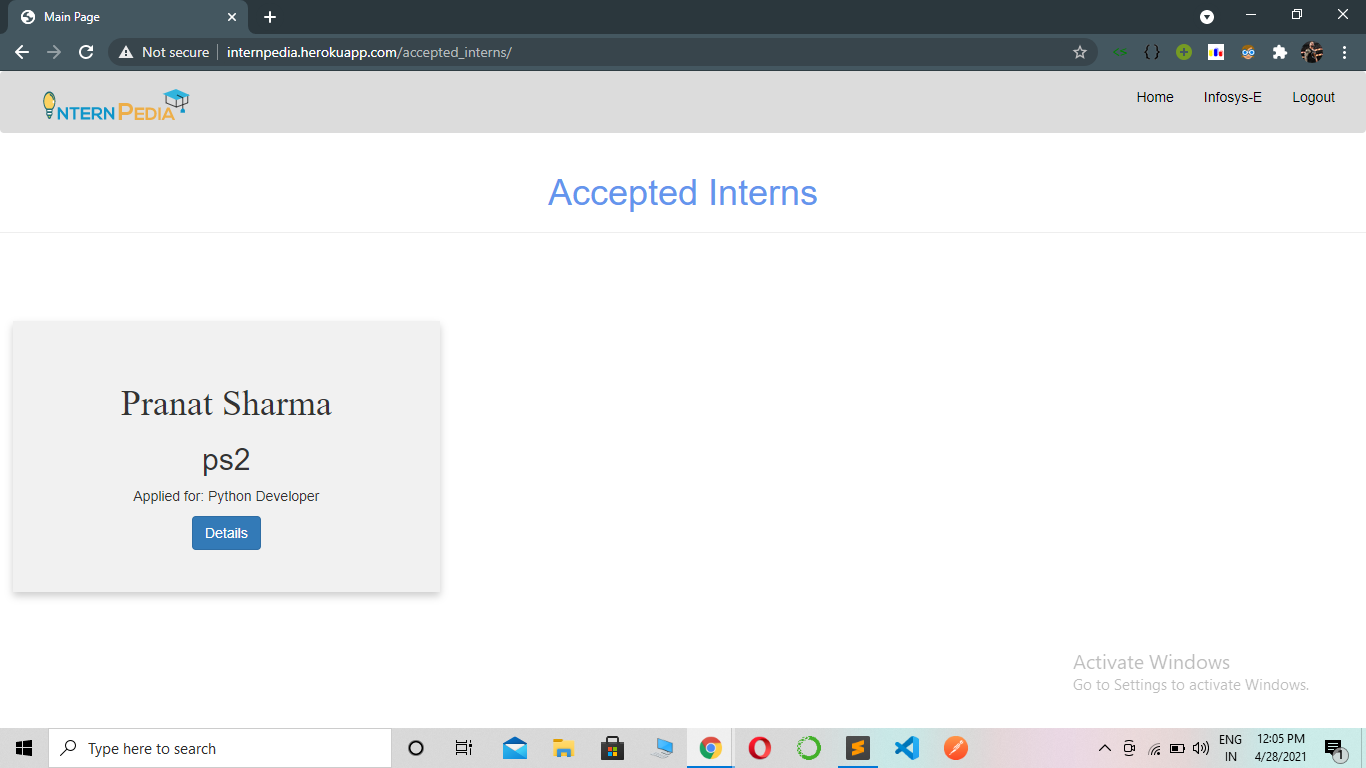 Main Page
Not secure
internpedia.herokuapp.com/accepted_interns/
INTERNPEDIA
Home
Infosys-E
Logout
Accepted Interns
Pranat Sharma
ps2
Applied for: Python Developer
Details
Activate Windows
Go to Settings to activate Windows.
Type here to search
ENG
IN
12:05 PM
4/28/2021
1